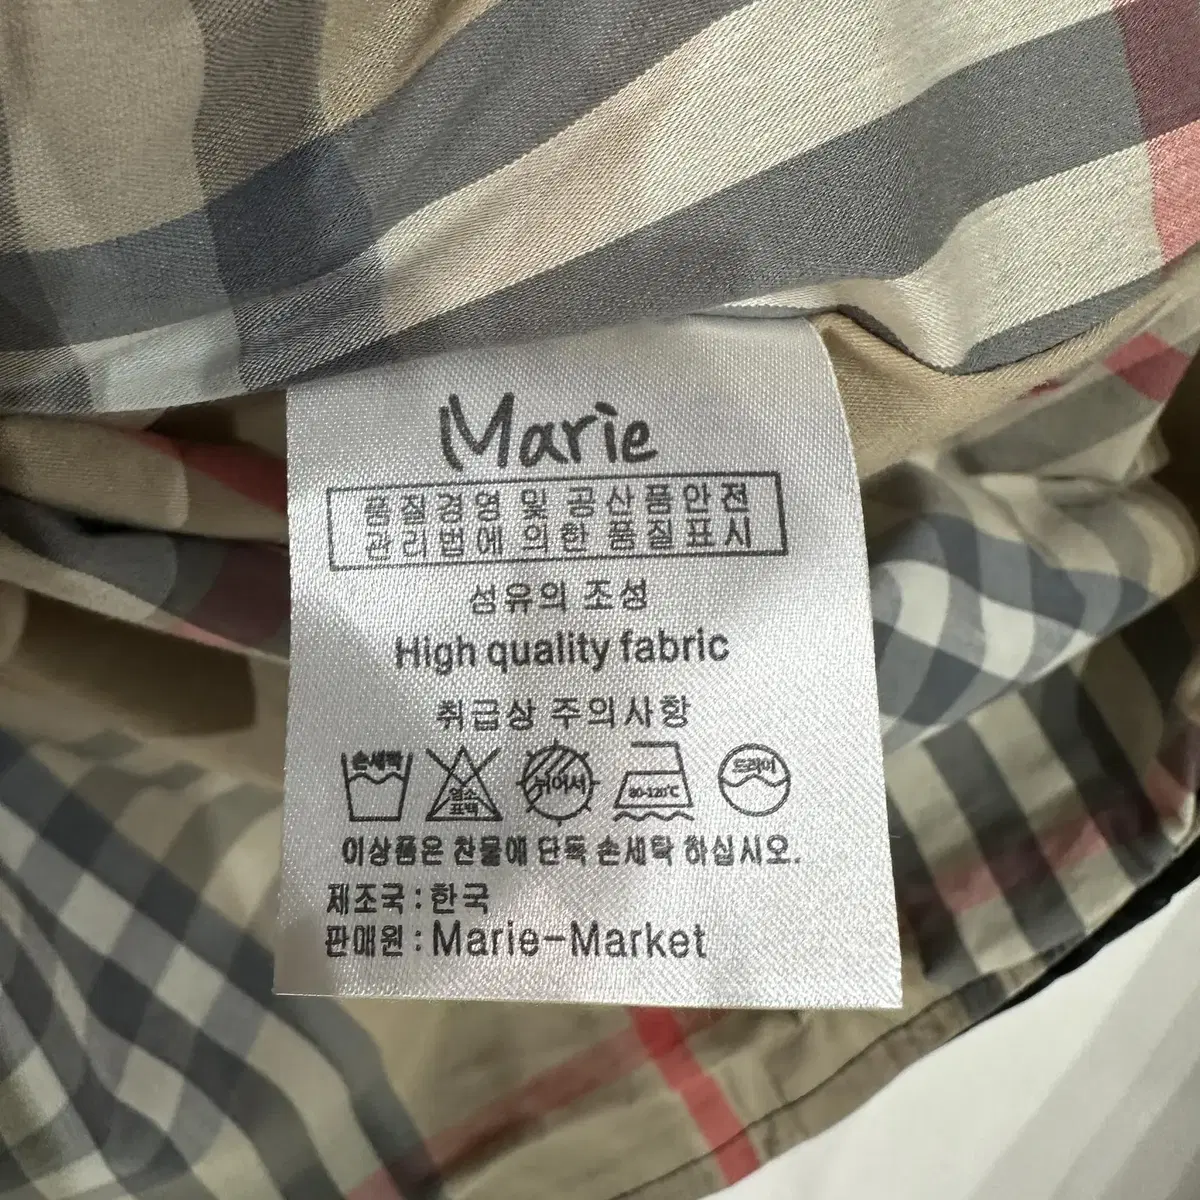 Marie
품질경영 및 공산품안전
관리법에 의한 품질표시
섬유의 조성
High quality fabric
취급상 주의사항
손세탁 염소표백 뉘어서 80-120℃ 드라이
이상품은 찬물에 단독 손세탁 하십시오.
제조국 : 한국
판매원 : Marie-Market